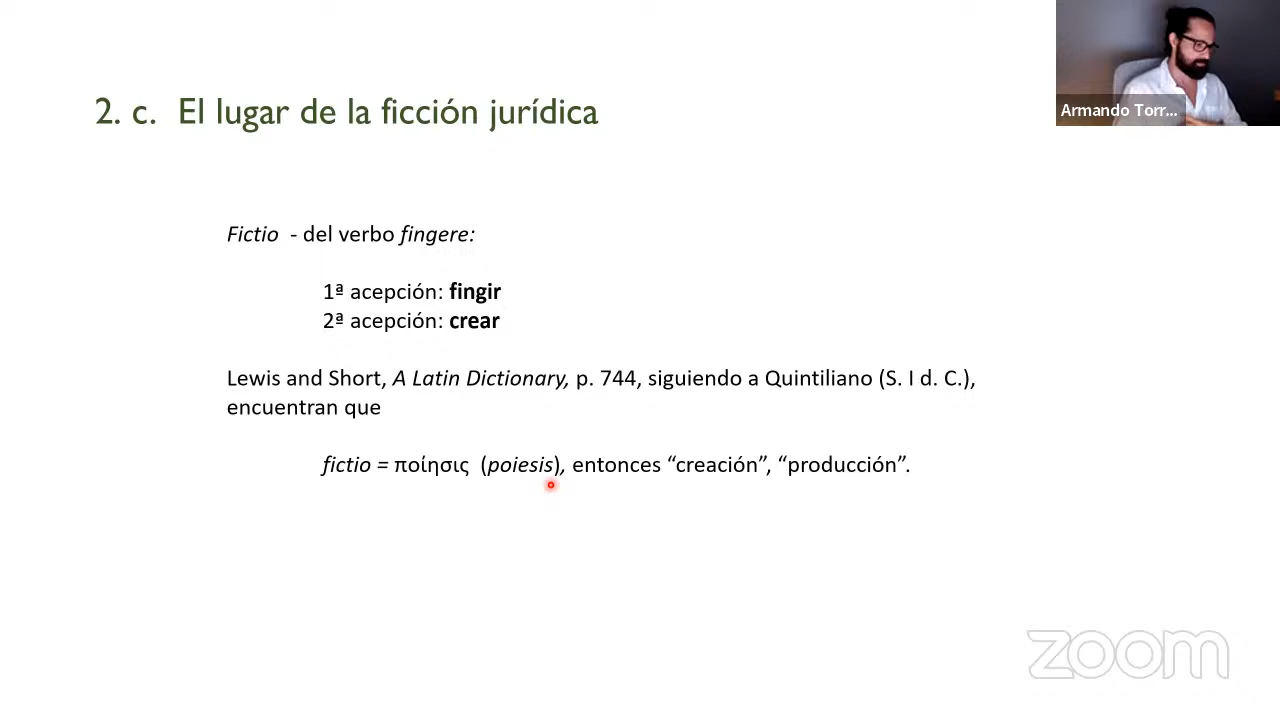 2. c. El lugar de la ficción jurídica
Armando Torr...
Fictio - del verbo fingere:
1ª acepción: fingir
2ª acepción: crear
Lewis and Short, A Latin Dictionary, p. 744, siguiendo a Quintiliano (S. I d. C.),
encuentran que
fictio = ποίησις (poiesis), entonces “creación”, “producción”.
zoom